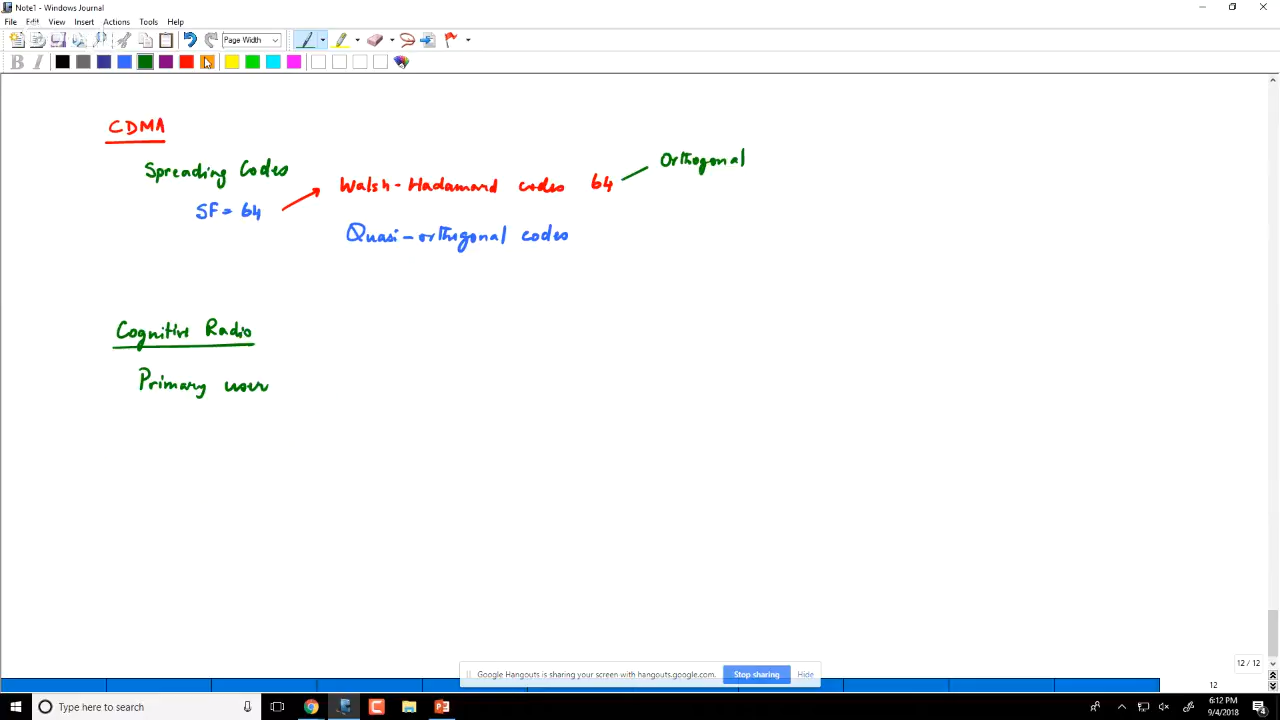 Note1 - Windows Journal
File Edit View Insert Actions Tools Help
Page Width
B I
CDMA
Orthogonal
Spreading Codes
Walsh - Hadamard codes 64
SF = 64
Quasi-orthogonal codes
Cognitive Radio
Primary user
12 / 12
Google Hangouts is sharing your screen with hangouts.google.com. Stop sharing Hide
12
Type here to search
6:12 PM
9/4/2018
4